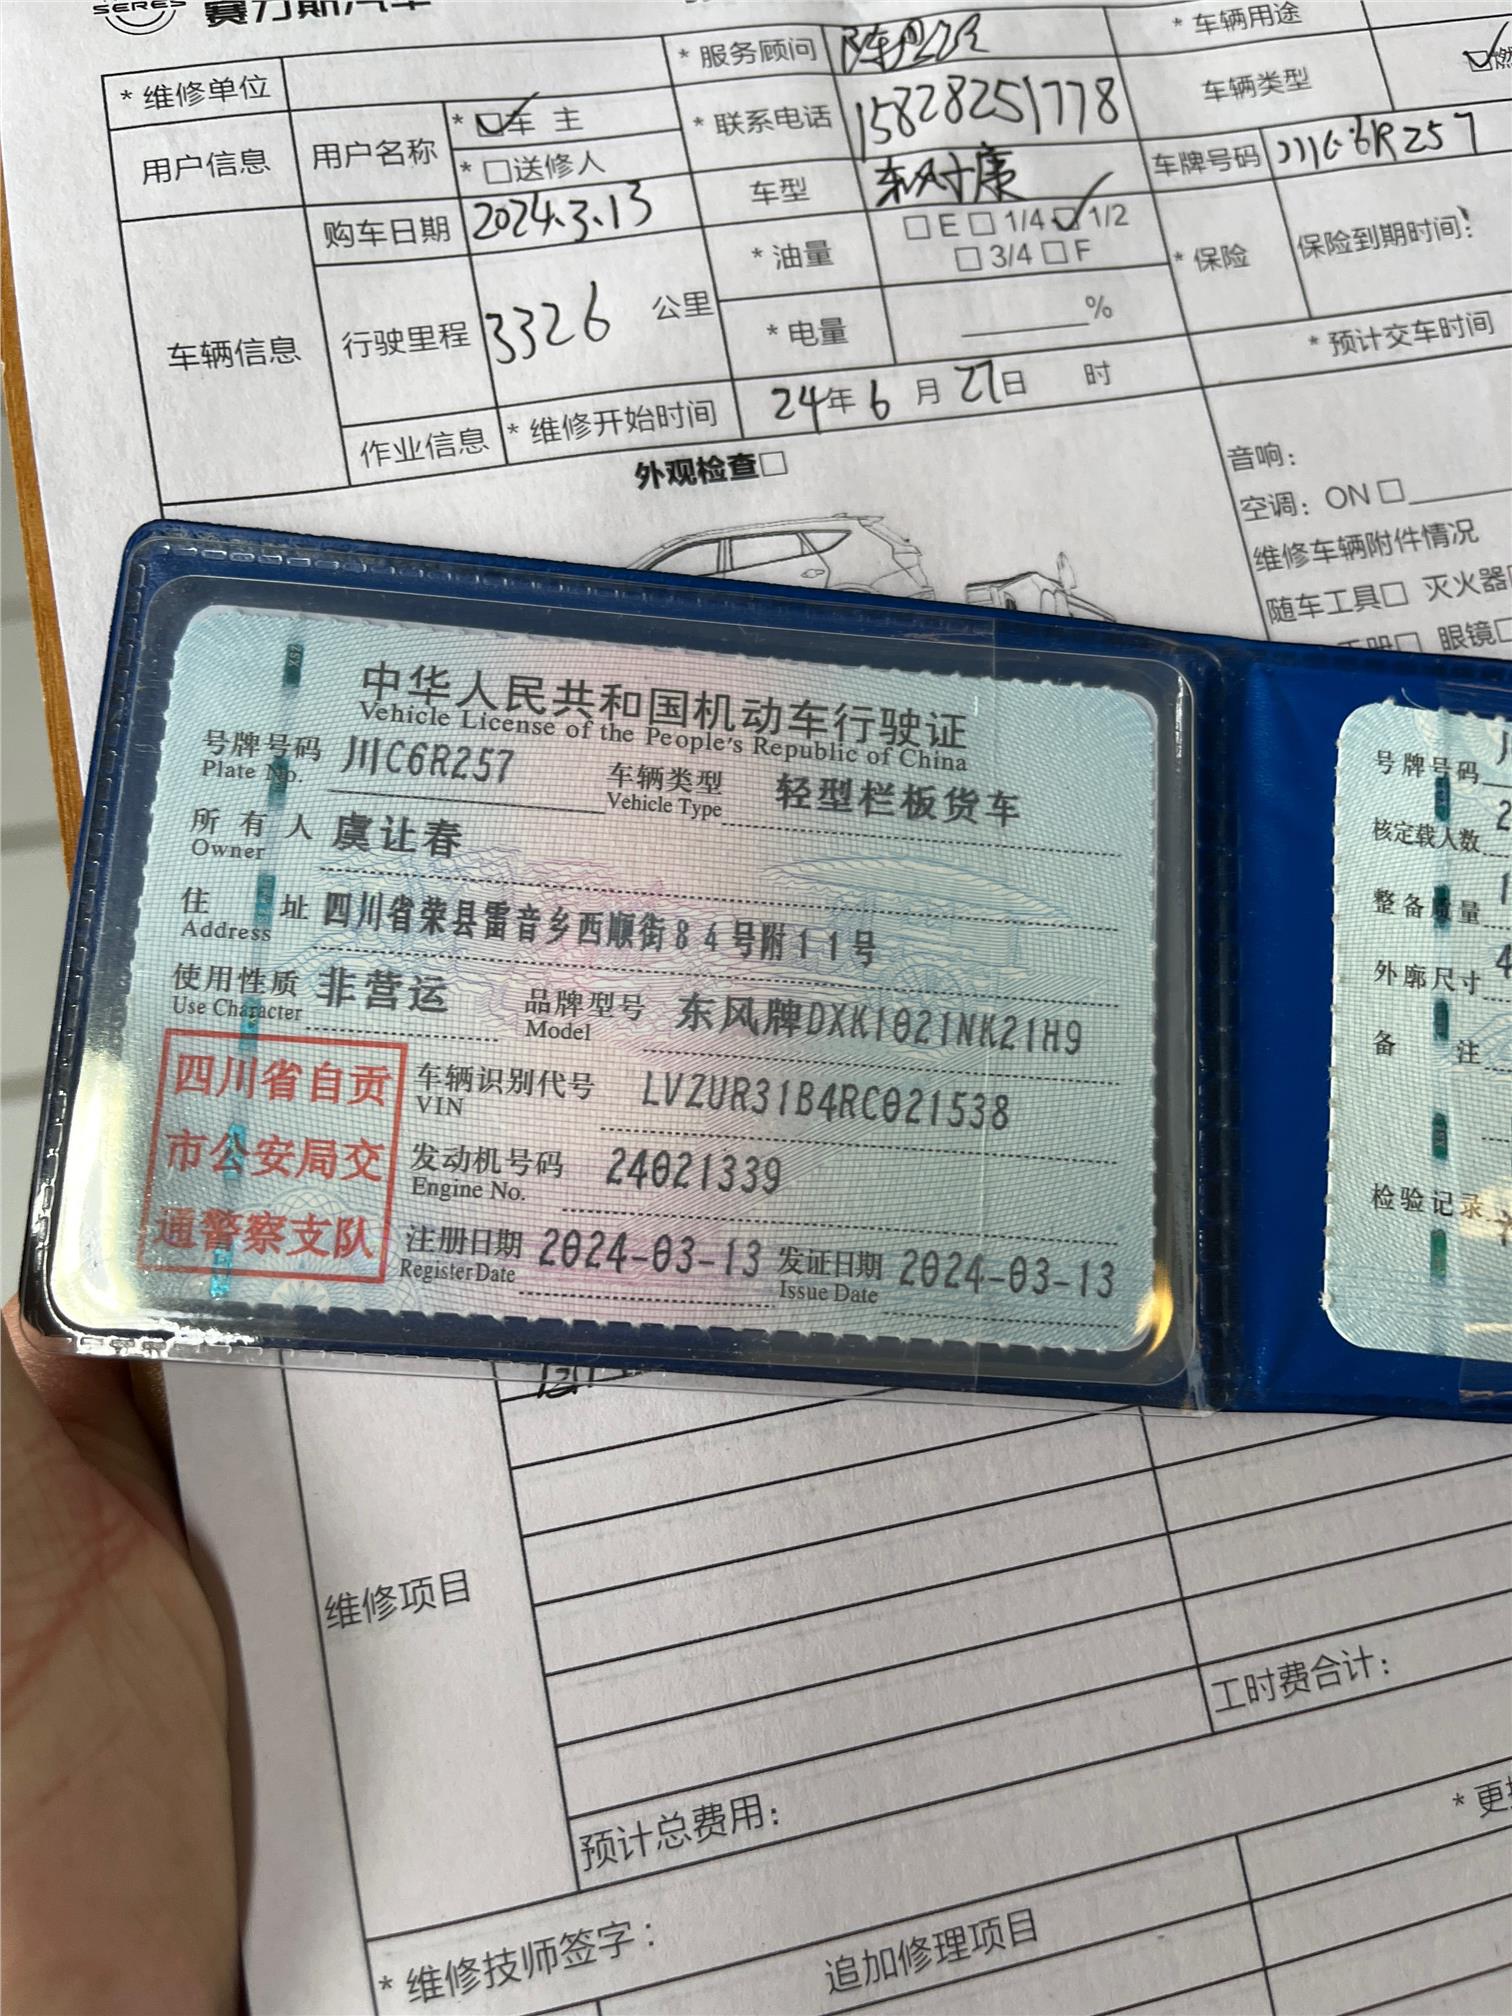 SERES 赛力斯汽车
* 维修单位
* 服务顾问
* 车辆用途
用户信息 用户名称 * 车 主
* 送修人
* 联系电话 15828251778
车辆类型
车型 东风小康
车牌号码 6R257
车辆信息 购车日期 2024.3.13
* 油量 E 1/4 1/2
3/4 F
* 保险 保险到期时间:
行驶里程 3326 公里
* 电量 %
* 预计交车时间
作业信息 * 维修开始时间 24年 6 月 27日 时
外观检查
音响:
空调: ON
维修车辆附件情况
随车工具 灭火器
眼镜
中华人民共和国机动车行驶证
Vehicle License of the People's Republic of China
号牌号码 川C6R257 车辆类型 轻型栏板货车
Plate No. Vehicle Type
所有人 虞让春
Owner
住址 四川省荣县雷音乡西顺街84号附11号
Address
使用性质 非营运 品牌型号 东风牌DXK1021NK21H9
Use Character Model
四川省自贡
市公安局交
通警察支队
车辆识别代号 LVZUR31B4RC021538
VIN
发动机号码 24021339
Engine No.
注册日期 2024-03-13 发证日期 2024-03-13
Register Date Issue Date
号牌号码
核定载人数
整备质量
外廓尺寸
备注
检验记录
维修项目
工时费合计:
预计总费用:
* 维修技师签字:
追加修理项目